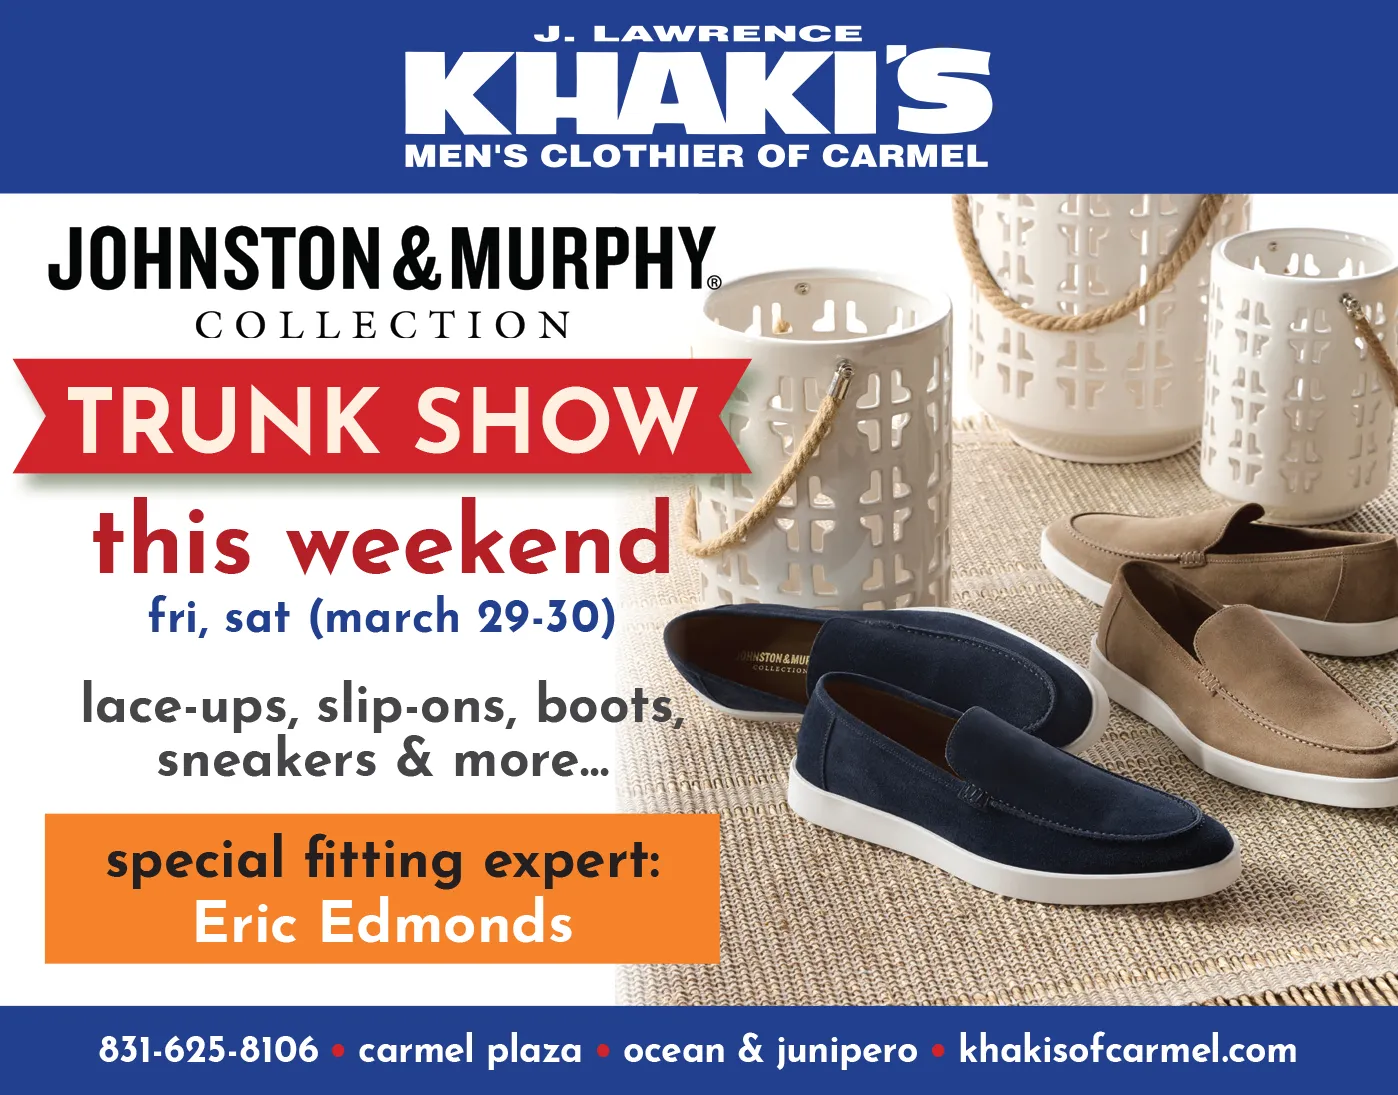 J. LAWRENCE
KHAKI'S
MEN'S CLOTHIER OF CARMEL
JOHNSTON & MURPHY®
COLLECTION
TRUNK SHOW
this weekend
fri, sat (march 29-30)
lace-ups, slip-ons, boots,
sneakers & more...
special fitting expert:
Eric Edmonds
COLLECTION
831-625-8106 • carmel plaza • ocean & junipero • khakisofcarmel.com